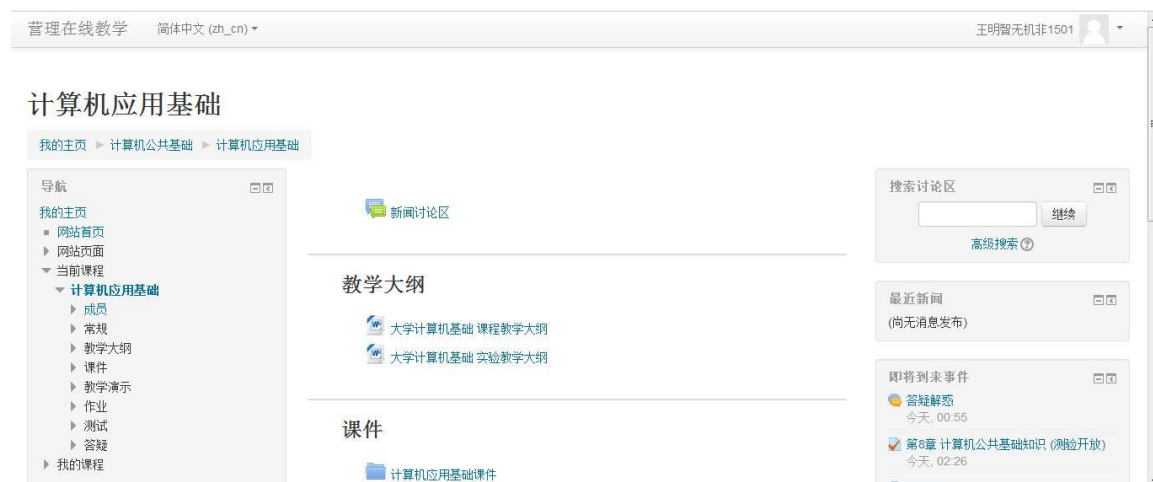 营理在线教学 简体中文 (zh_cn)
王明智无机非1501
计算机应用基础
我的主页 计算机公共基础 计算机应用基础
导航
我的主页
网站首页
网站页面
当前课程
计算机应用基础
成员
常规
教学大纲
课件
教学演示
作业
测试
答疑
我的课程
新闻讨论区
教学大纲
大学计算机基础 课程教学大纲
大学计算机基础 实验教学大纲
课件
计算机应用基础课件
搜索讨论区
继续
高级搜索
最近新闻
(尚无消息发布)
即将到来事件
答疑解惑
今天, 00:55
第8章 计算机公共基础知识 (测验开放)
今天, 02:26